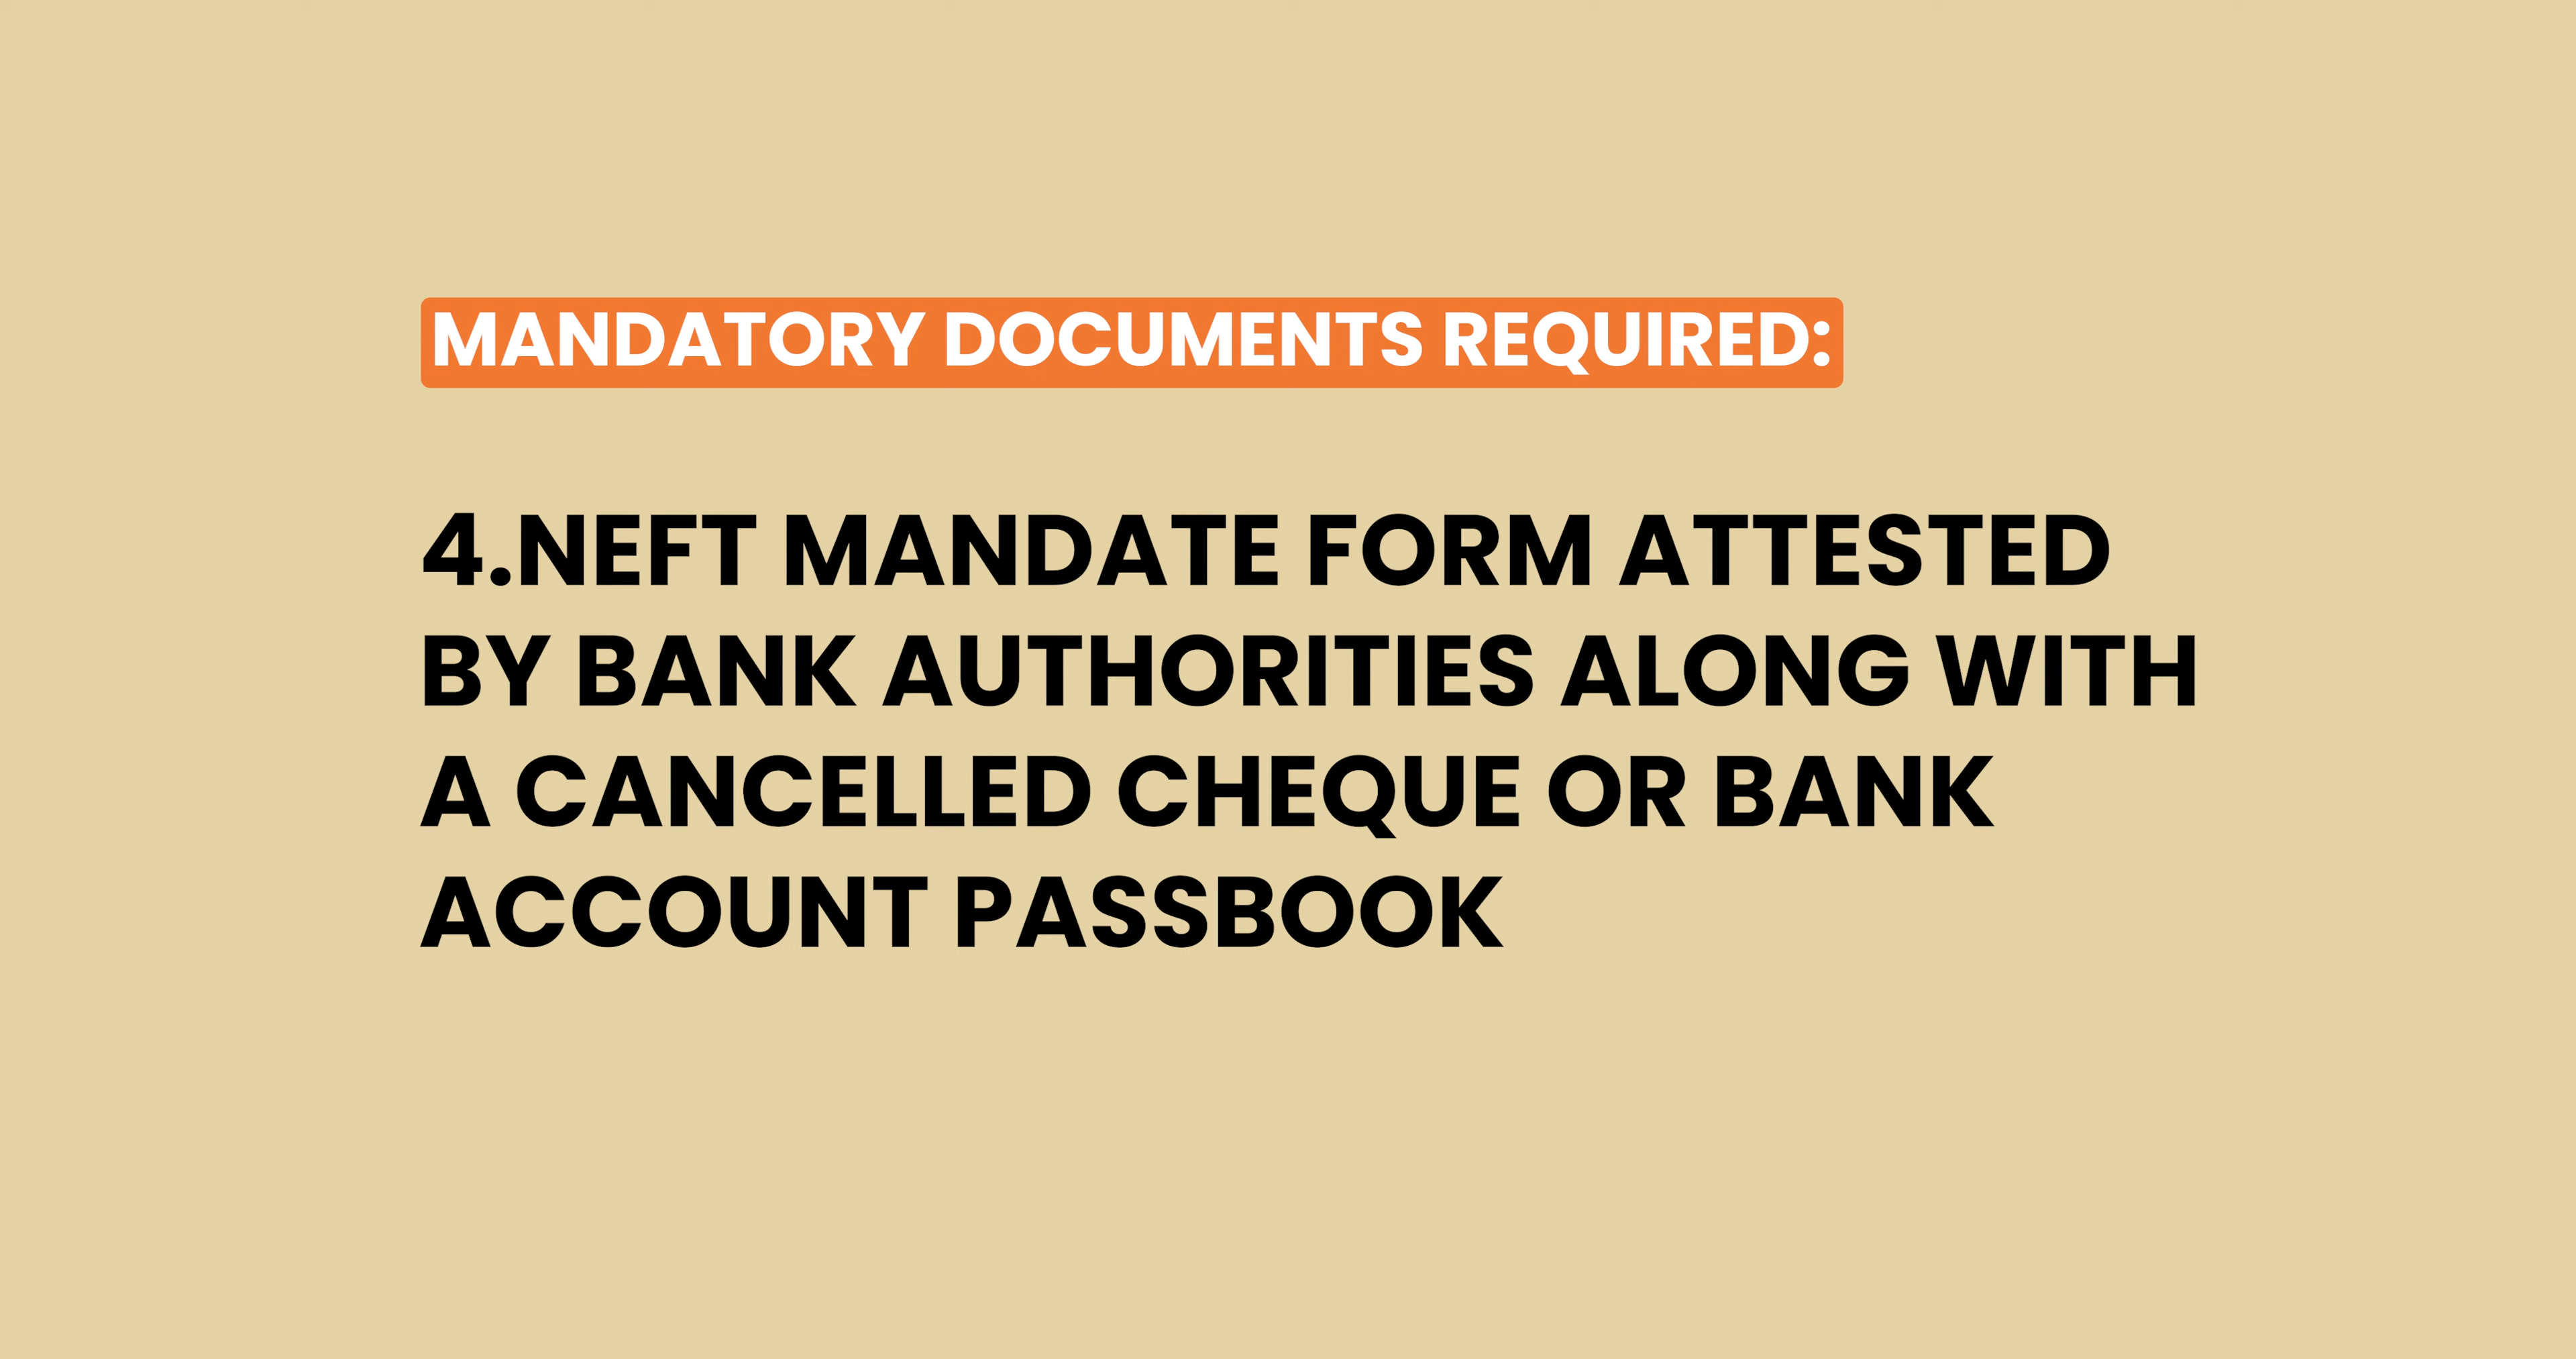 MANDATORY DOCUMENTS REQUIRED:
4.NEFT MANDATE FORM ATTESTED
BY BANK AUTHORITIES ALONG WITH
A CANCELLED CHEQUE OR BANK
ACCOUNT PASSBOOK